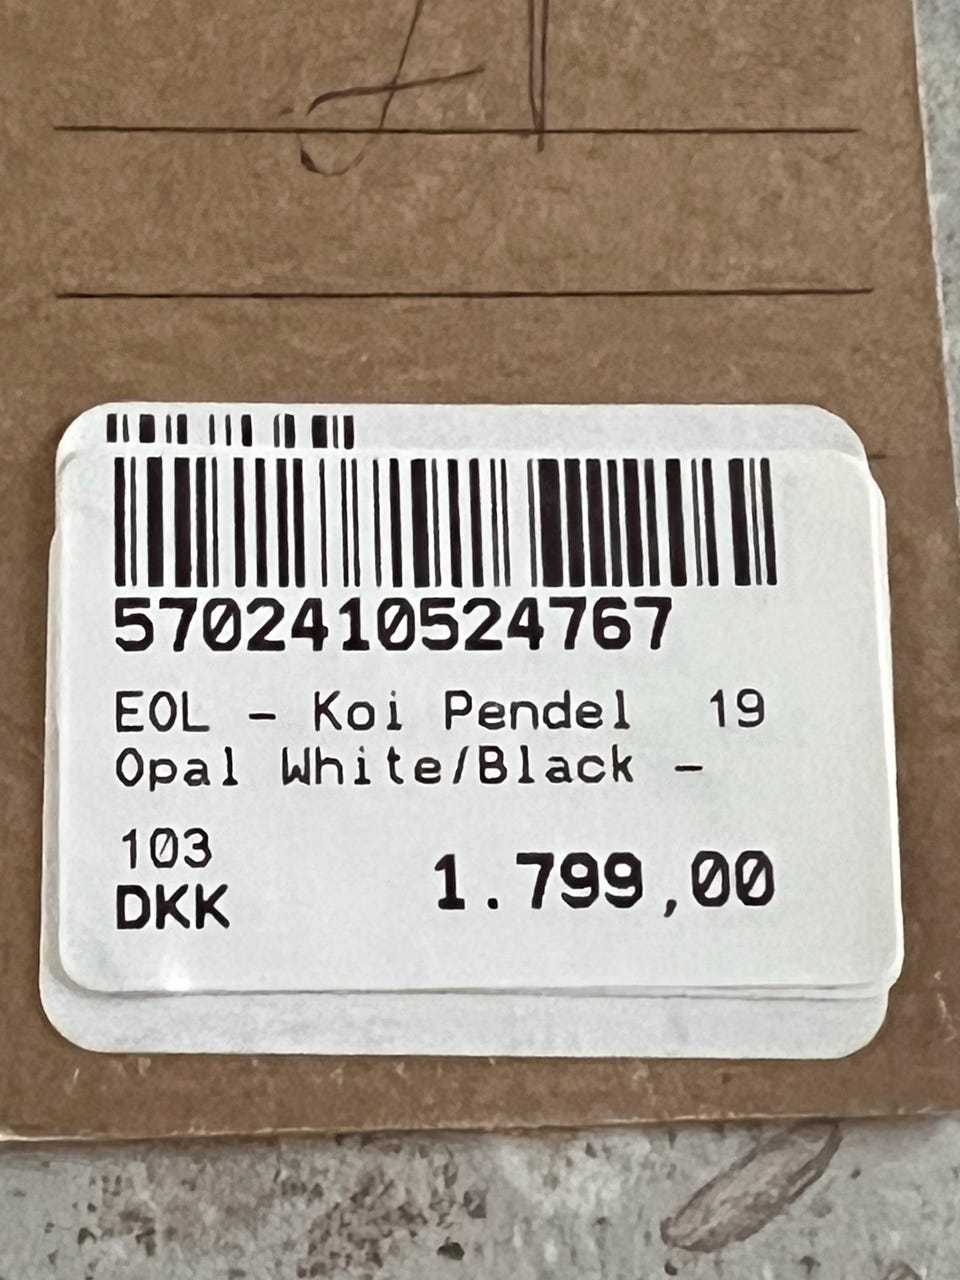 5702410524767
EOL - Koi Pendel 19
Opal White/Black -
103
DKK 1.799,00